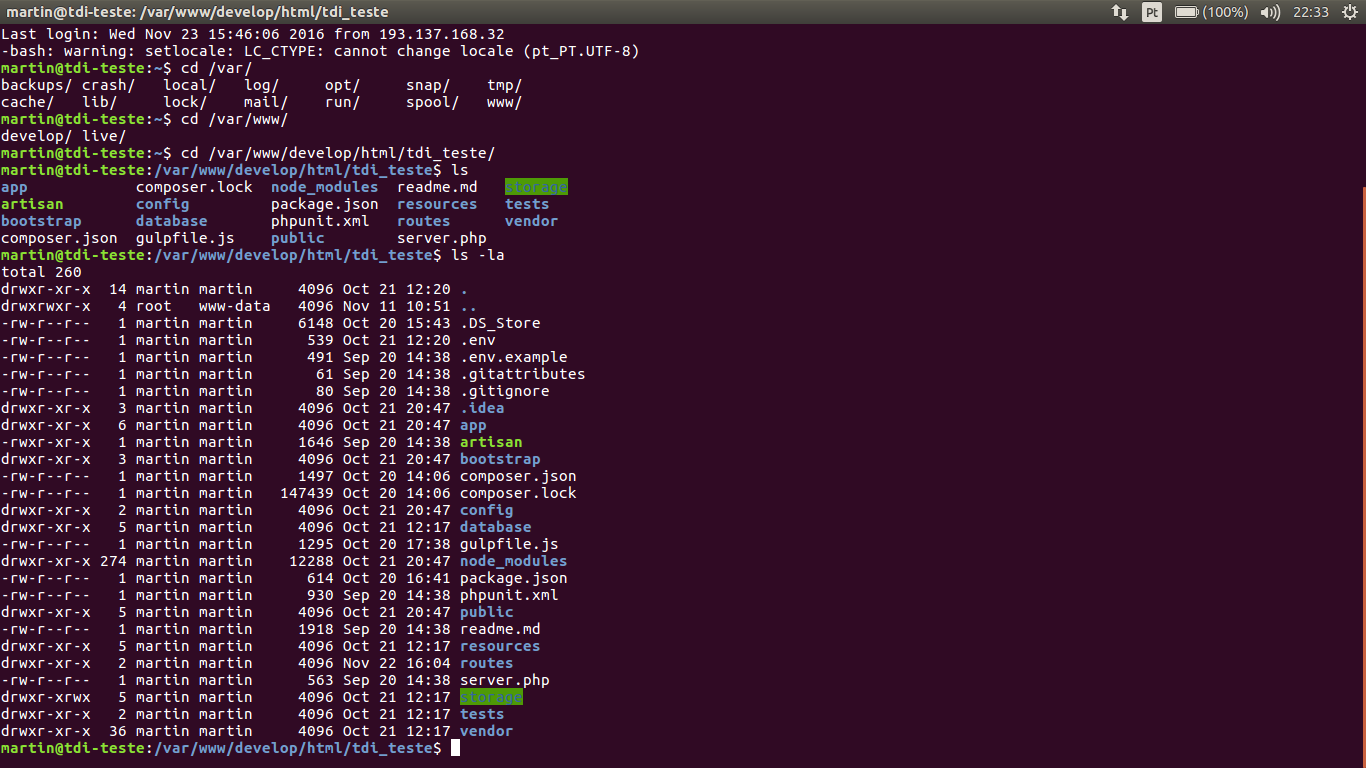 martin@tdi-teste: /var/www/develop/html/tdi_teste Pt (100%) 22:33
Last login: Wed Nov 23 15:46:06 2016 from 193.137.168.32
-bash: warning: setlocale: LC_CTYPE: cannot change locale (pt_PT.UTF-8)
martin@tdi-teste:~$ cd /var/
backups/ crash/   local/   log/     opt/     snap/    tmp/
cache/   lib/     lock/    mail/    run/     spool/   www/
martin@tdi-teste:~$ cd /var/www/
develop/ live/
martin@tdi-teste:~$ cd /var/www/develop/html/tdi_teste/
martin@tdi-teste:/var/www/develop/html/tdi_teste$ ls
app            composer.lock  node_modules  readme.md   storage
artisan        config         package.json  resources   tests
bootstrap      database       phpunit.xml   routes      vendor
composer.json  gulpfile.js    public        server.php
martin@tdi-teste:/var/www/develop/html/tdi_teste$ ls -la
total 260
drwxr-xr-x  14 martin martin     4096 Oct 21 12:20 .
drwxrwxr-x   4 root   www-data   4096 Nov 11 10:51 ..
-rw-r--r--   1 martin martin     6148 Oct 20 15:43 .DS_Store
-rw-r--r--   1 martin martin      539 Oct 21 12:20 .env
-rw-r--r--   1 martin martin      491 Sep 20 14:38 .env.example
-rw-r--r--   1 martin martin       61 Sep 20 14:38 .gitattributes
-rw-r--r--   1 martin martin       80 Sep 20 14:38 .gitignore
drwxr-xr-x   3 martin martin     4096 Oct 21 20:47 .idea
drwxr-xr-x   6 martin martin     4096 Oct 21 20:47 app
-rwxr-xr-x   1 martin martin     1646 Sep 20 14:38 artisan
drwxr-xr-x   3 martin martin     4096 Oct 21 20:47 bootstrap
-rw-r--r--   1 martin martin     1497 Oct 20 14:06 composer.json
-rw-r--r--   1 martin martin   147439 Oct 20 14:06 composer.lock
drwxr-xr-x   2 martin martin     4096 Oct 21 20:47 config
drwxr-xr-x   5 martin martin     4096 Oct 21 12:17 database
-rw-r--r--   1 martin martin     1295 Oct 20 17:38 gulpfile.js
drwxr-xr-x 274 martin martin    12288 Oct 21 20:47 node_modules
-rw-r--r--   1 martin martin      614 Oct 20 16:41 package.json
-rw-r--r--   1 martin martin      930 Sep 20 14:38 phpunit.xml
drwxr-xr-x   5 martin martin     4096 Oct 21 20:47 public
-rw-r--r--   1 martin martin     1918 Sep 20 14:38 readme.md
drwxr-xr-x   5 martin martin     4096 Oct 21 12:17 resources
drwxr-xr-x   2 martin martin     4096 Nov 22 16:04 routes
-rw-r--r--   1 martin martin      563 Sep 20 14:38 server.php
drwxr-xrwx   5 martin martin     4096 Oct 21 12:17 storage
drwxr-xr-x   2 martin martin     4096 Oct 21 12:17 tests
drwxr-xr-x  36 martin martin     4096 Oct 21 12:17 vendor
martin@tdi-teste:/var/www/develop/html/tdi_teste$